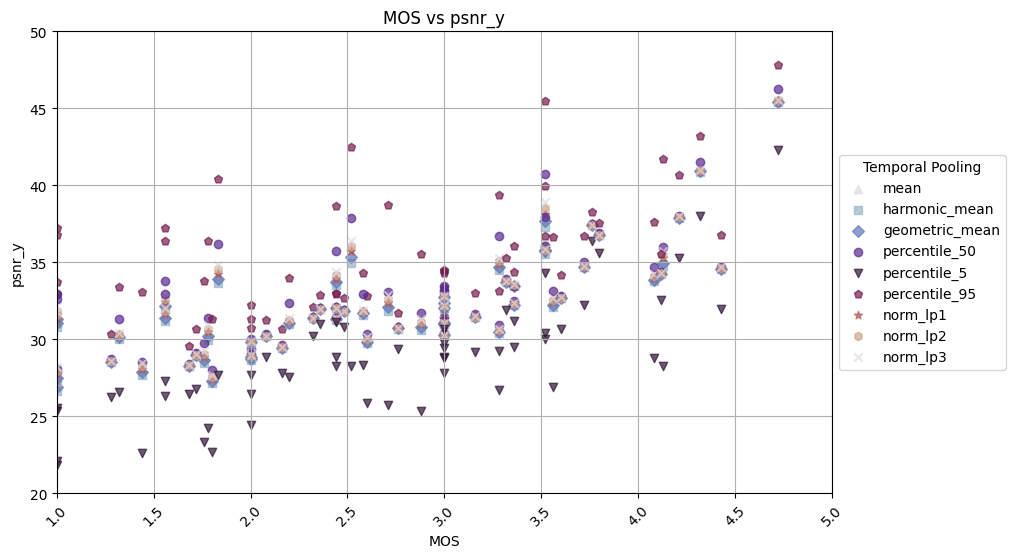 MOS vs psnr_y
50
45
40
35
30
25
20
psnr_y
1.0
1.5
2.0
2.5
3.0
3.5
4.0
4.5
5.0
MOS
Temporal Pooling
mean
harmonic_mean
geometric_mean
percentile_50
percentile_5
percentile_95
norm_lp1
norm_lp2
norm_lp3